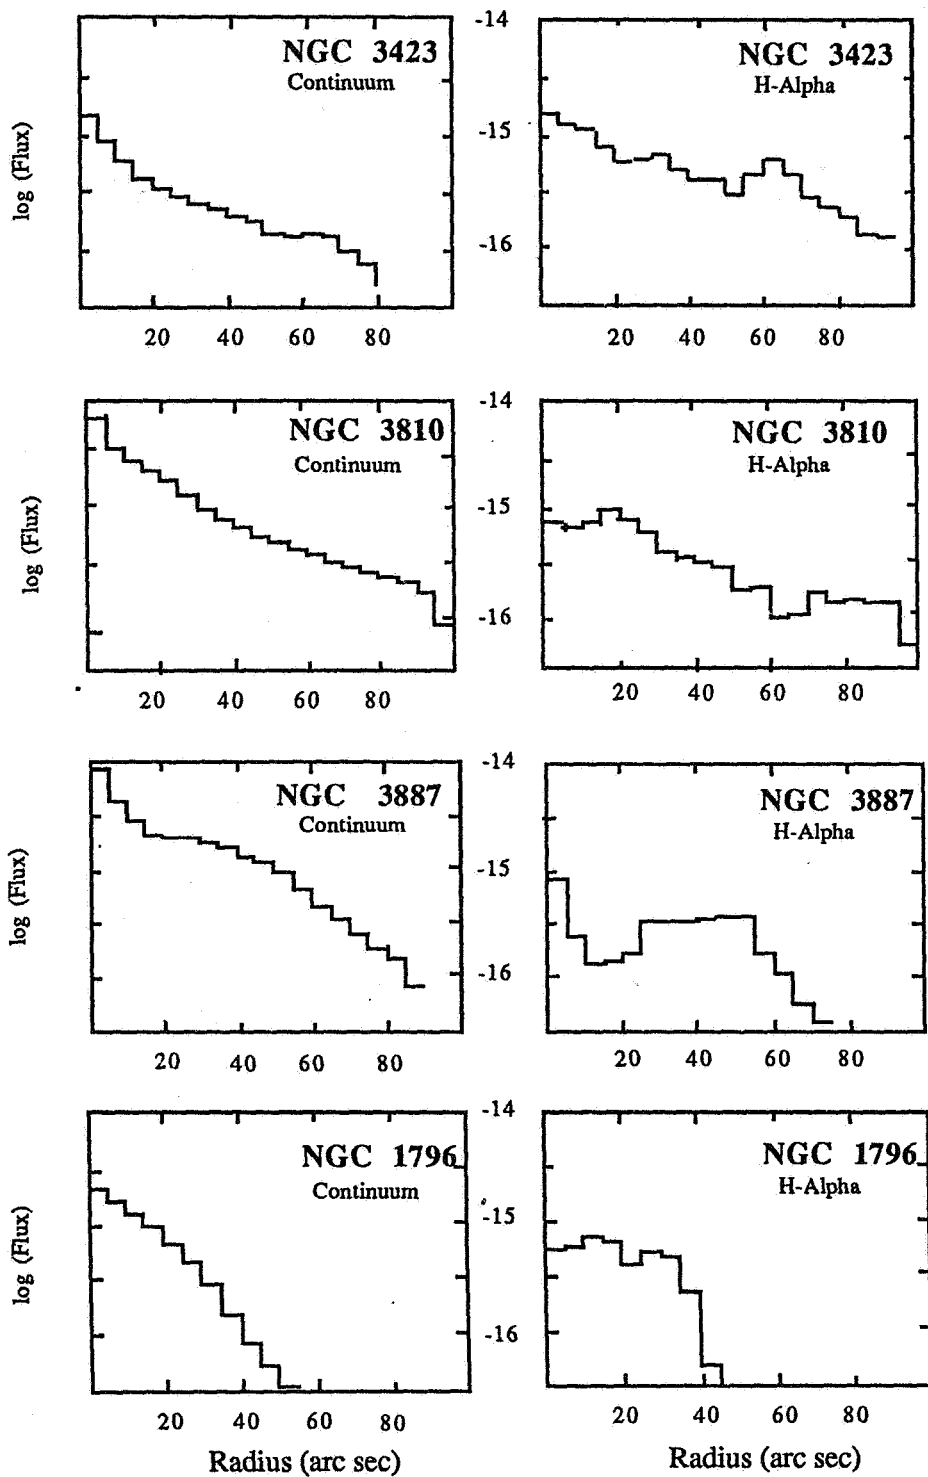 NGC 3423
Continuum
log (Flux)
20 40 60 80
-14
-15
-16
NGC 3423
H-Alpha
20 40 60 80
NGC 3810
Continuum
log (Flux)
20 40 60 80
-14
-15
-16
NGC 3810
H-Alpha
20 40 60 80
NGC 3887
Continuum
log (Flux)
20 40 60 80
-14
-15
-16
NGC 3887
H-Alpha
20 40 60 80
NGC 1796
Continuum
log (Flux)
20 40 60 80
Radius (arc sec)
-14
-15
-16
NGC 1796
H-Alpha
20 40 60 80
Radius (arc sec)